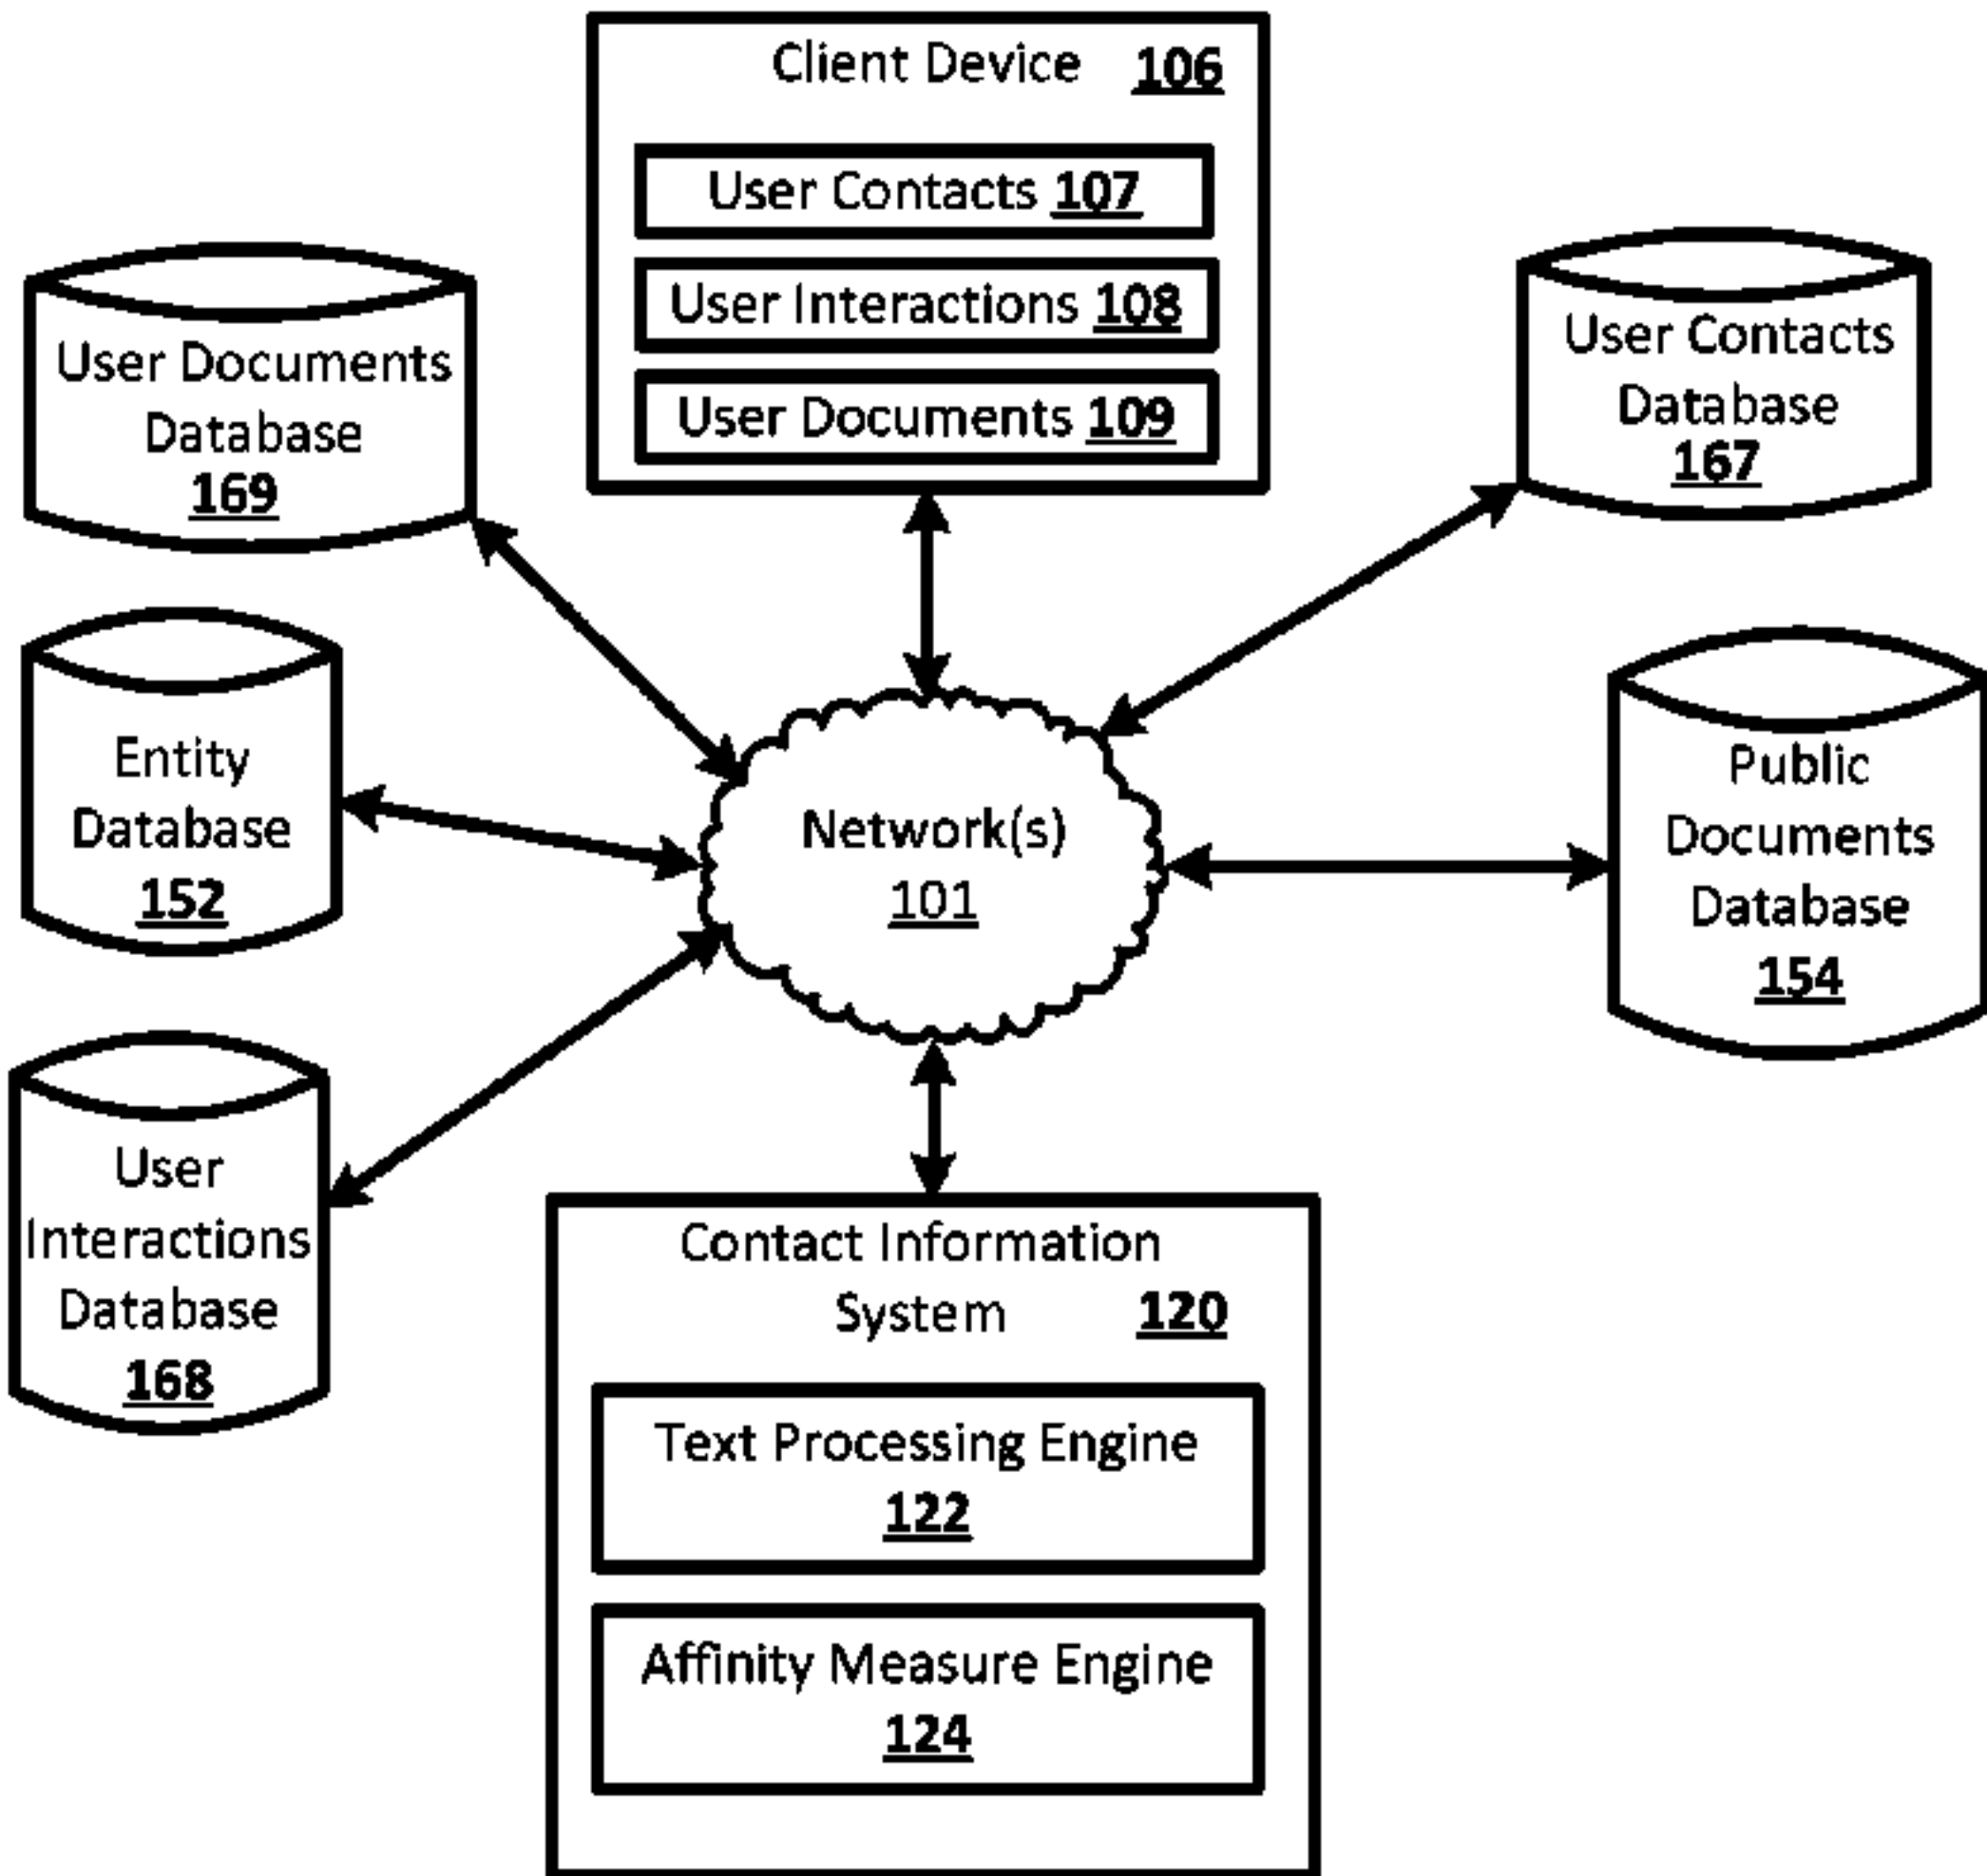 Client Device 106
User Contacts 107
User Interactions 108
User Documents 109
User Documents
Database
169
User Contacts
Database
167
Entity
Database
152
Network(s)
101
Public
Documents
Database
154
User
Interactions
Database
168
Contact Information
System 120
Text Processing Engine
122
Affinity Measure Engine
124